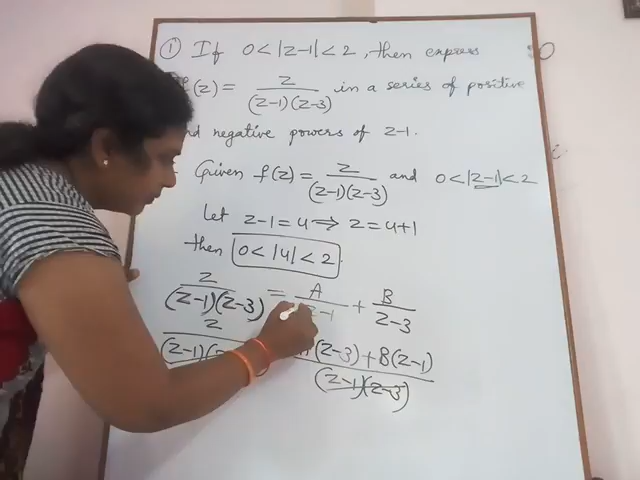 ① If 0<|z-1|<2, then express
f(z) = z/((z-1)(z-3)) in a series of positive
nd negative powers of z-1.
Given f(z) = z/((z-1)(z-3)) and 0<|z-1|<2
Let z-1=u ⇒ z=u+1
then 0<|u|<2
z/((z-1)(z-3)) = A/(z-1) + B/(z-3)
z/((z-1)( (z-3)+B(z-1)/((z-1)(z-3))